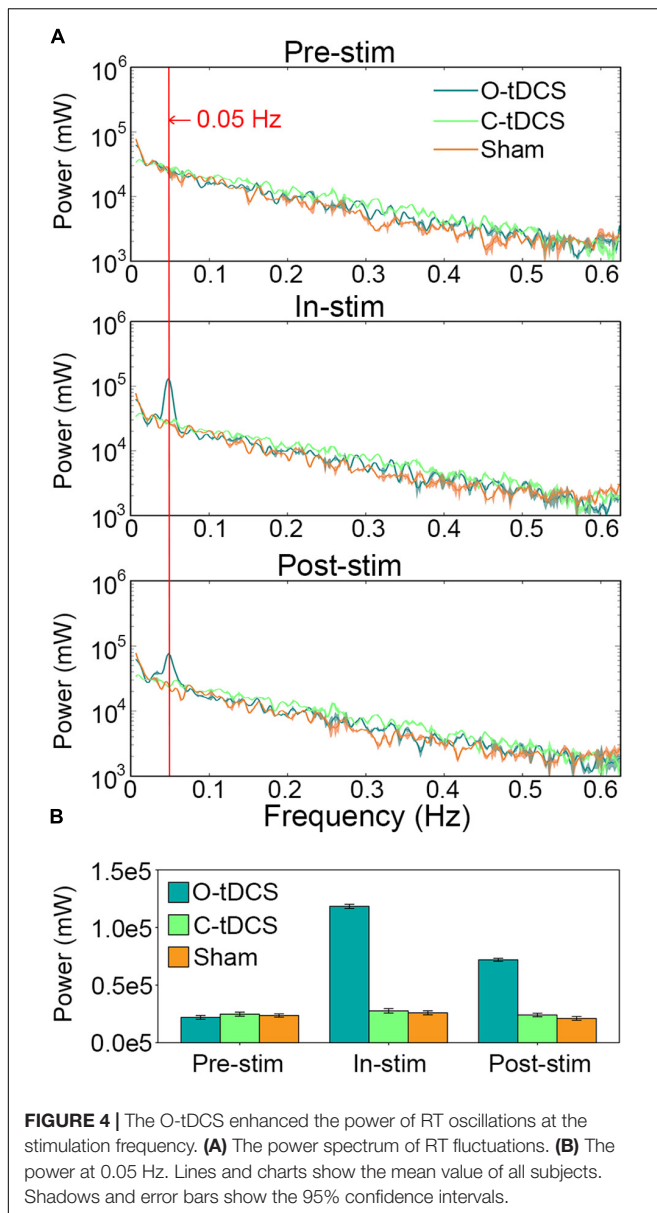 A
Pre-stim
10^6
10^5
10^4
10^3
Power (mW)
← 0.05 Hz
O-tDCS
C-tDCS
Sham
0.1 0.2 0.3 0.4 0.5 0.6
In-stim
10^6
10^5
10^4
10^3
Power (mW)
0 0.1 0.2 0.3 0.4 0.5 0.6
Post-stim
10^6
10^5
10^4
10^3
Power (mW)
0 0.1 0.2 0.3 0.4 0.5 0.6
Frequency (Hz)
B
1.5e5
1.0e5
0.5e5
0.0e5
Power (mW)
O-tDCS
C-tDCS
Sham
Pre-stim In-stim Post-stim
FIGURE 4 | The O-tDCS enhanced the power of RT oscillations at the
stimulation frequency. (A) The power spectrum of RT fluctuations. (B) The
power at 0.05 Hz. Lines and charts show the mean value of all subjects.
Shadows and error bars show the 95% confidence intervals.